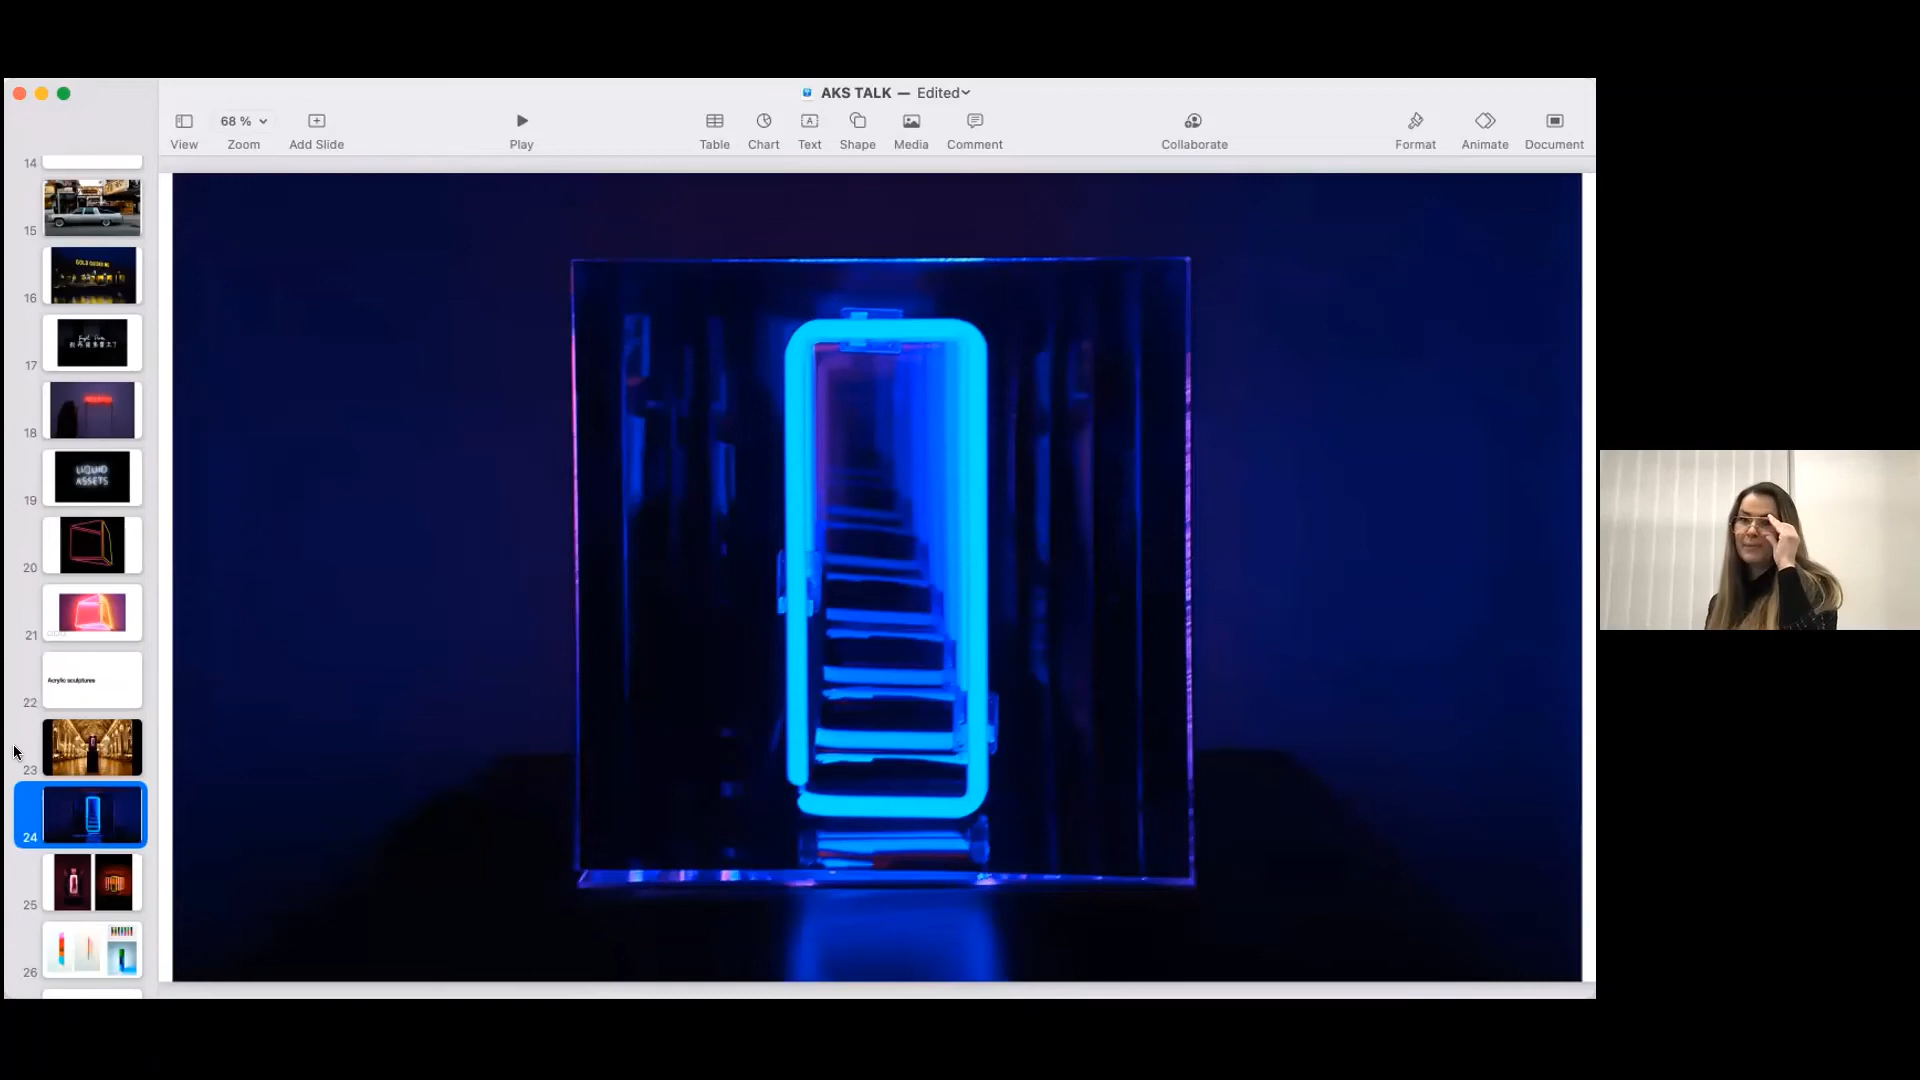 AKS TALK — Edited
68 %
View
Zoom
Add Slide
Play
Table
Chart
Text
Shape
Media
Comment
Collaborate
Format
Animate
Document
14
15
16
GOLD
17
18
19
LIQUID
ASSETS
20
21
22
Acrylic sculptures
23
24
25
26